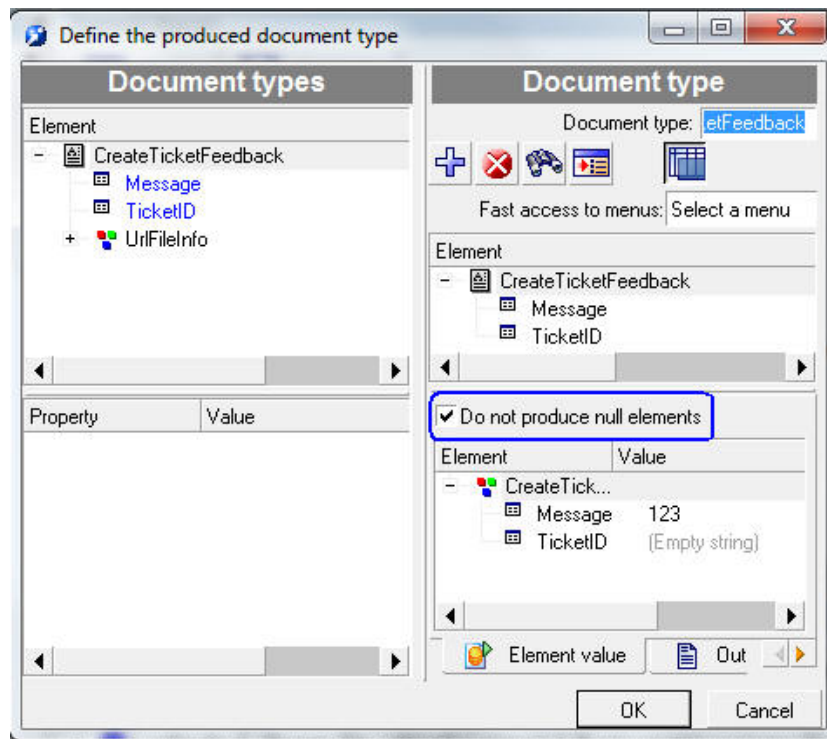 Define the produced document type
Document types
Element
CreateTicketFeedback
Message
TicketID
UrlFileInfo
Property Value
Document type
Document type: etFeedback
Fast access to menus: Select a menu
Element
CreateTicketFeedback
Message
TicketID
Do not produce null elements
Element Value
CreateTick...
Message 123
TicketID (Empty string)
Element value Out
OK Cancel